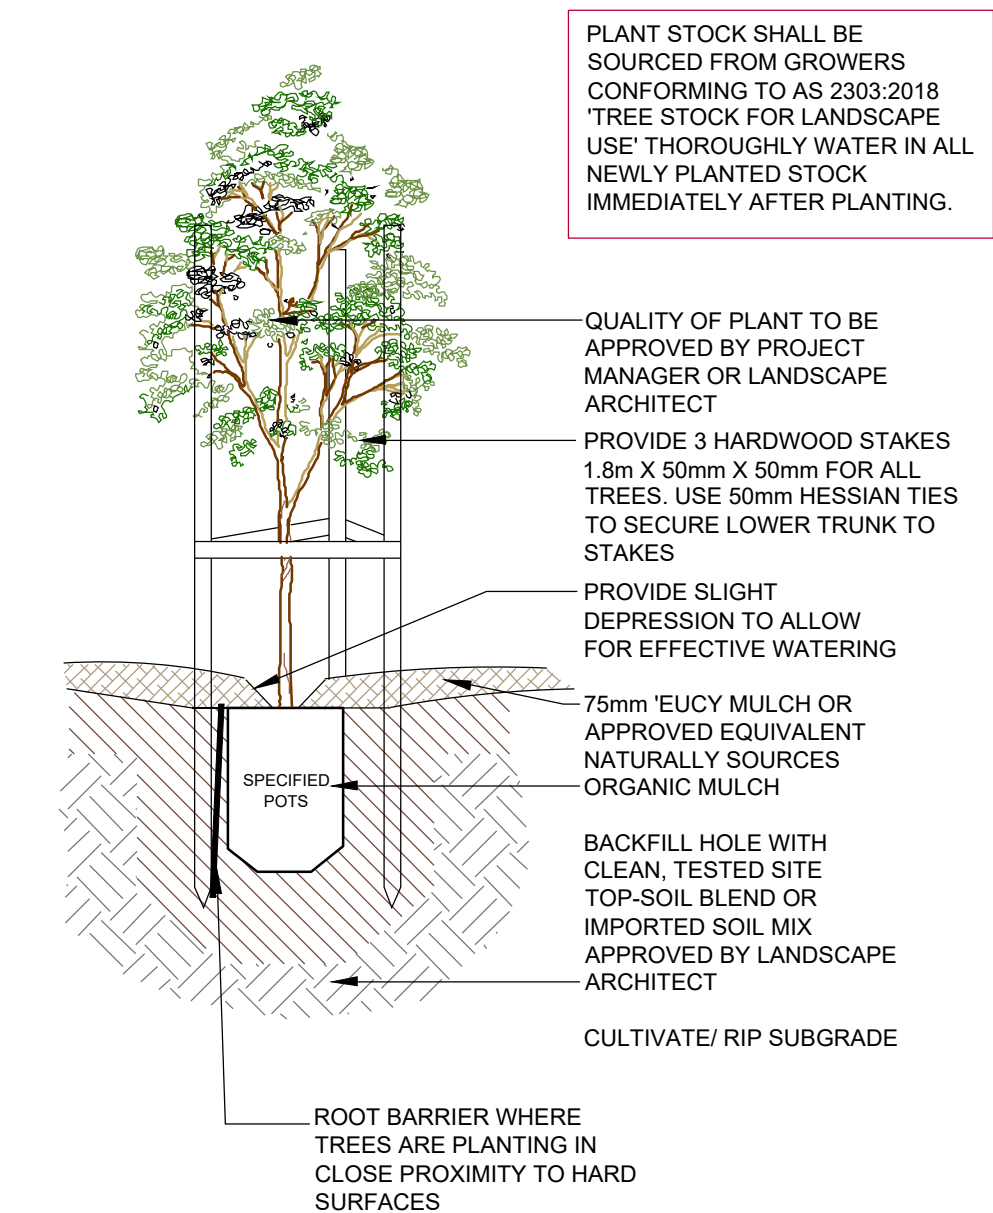 PLANT STOCK SHALL BE
SOURCED FROM GROWERS
CONFORMING TO AS 2303:2018
'TREE STOCK FOR LANDSCAPE
USE' THOROUGHLY WATER IN ALL
NEWLY PLANTED STOCK
IMMEDIATELY AFTER PLANTING.
QUALITY OF PLANT TO BE
APPROVED BY PROJECT
MANAGER OR LANDSCAPE
ARCHITECT
PROVIDE 3 HARDWOOD STAKES
1.8m X 50mm X 50mm FOR ALL
TREES. USE 50mm HESSIAN TIES
TO SECURE LOWER TRUNK TO
STAKES
PROVIDE SLIGHT
DEPRESSION TO ALLOW
FOR EFFECTIVE WATERING
75mm 'EUCY MULCH OR
APPROVED EQUIVALENT
NATURALLY SOURCES
ORGANIC MULCH
SPECIFIED
POTS
BACKFILL HOLE WITH
CLEAN, TESTED SITE
TOP-SOIL BLEND OR
IMPORTED SOIL MIX
APPROVED BY LANDSCAPE
ARCHITECT
CULTIVATE/ RIP SUBGRADE
ROOT BARRIER WHERE
TREES ARE PLANTING IN
CLOSE PROXIMITY TO HARD
SURFACES